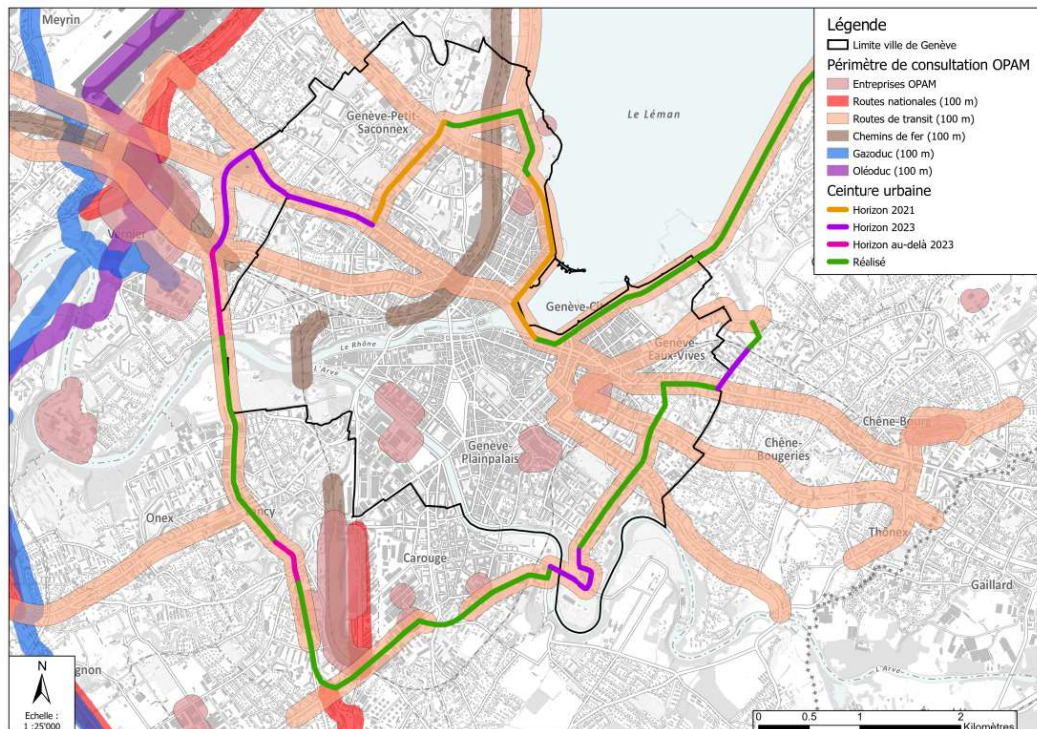 Meyrin
Genève-Petit
Saconnex
Le Léman
Vernier
Genève-
Genève-
Eaux-Vives
Le Rhône
L'Arve
Chêne-
Chêne-
Bougeries
Genève-
Plainpalais
Onex
Carouge
Thônex
Gaillard
L'Arve
Légende
Limite ville de Genève
Périmètre de consultation OPAM
Entreprises OPAM
Routes nationales (100 m)
Routes de transit (100 m)
Chemins de fer (100 m)
Gazoduc (100 m)
Oléoduc (100 m)
Ceinture urbaine
Horizon 2021
Horizon 2023
Horizon au-delà 2023
Réalisé
N
Echelle :
1 :25'000
0 0.5 1 2
Kilomètres